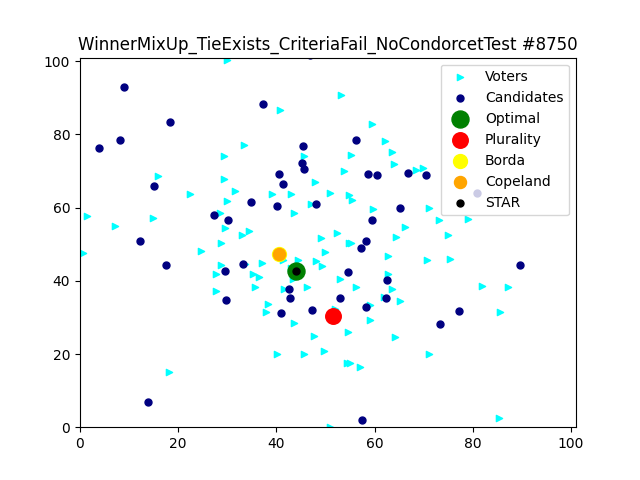 WinnerMixUp_TieExists_CriteriaFail_NoCondorcetTest #8750
100
80
60
40
20
0
0 20 40 60 80 100
Voters
Candidates
Optimal
Plurality
Borda
Copeland
STAR